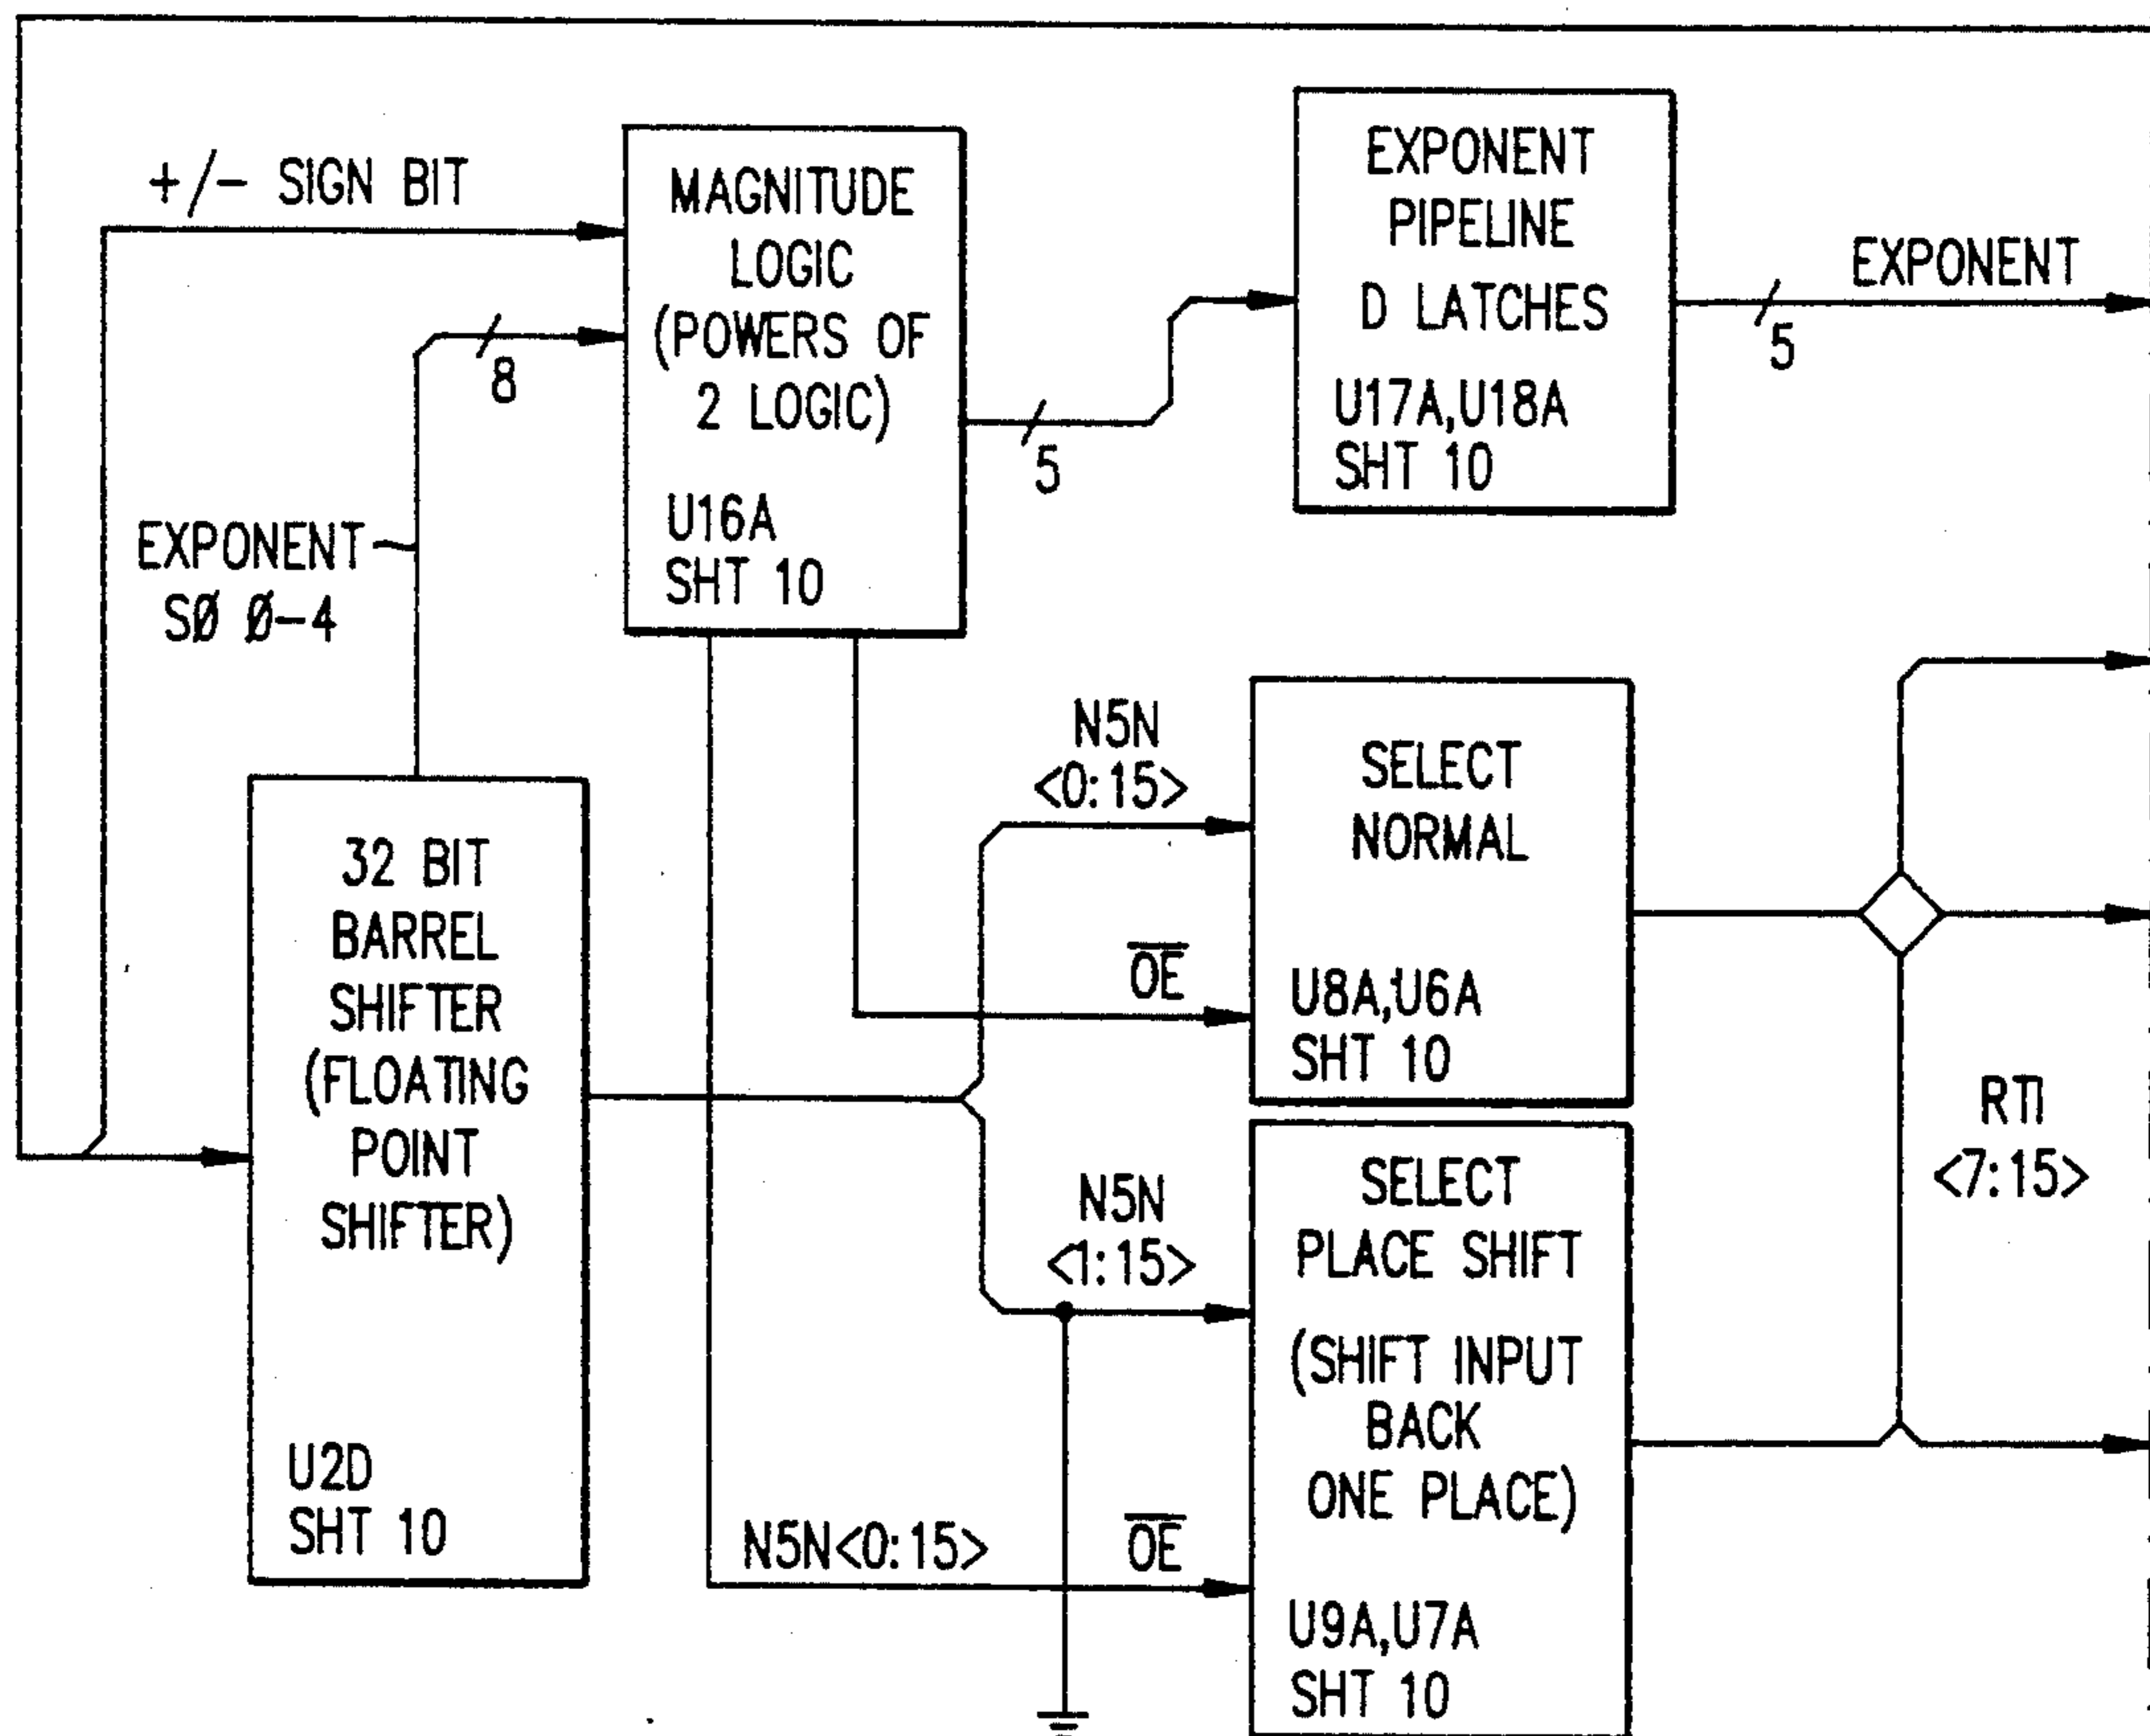 +/- SIGN BIT
8
EXPONENT
SØ Ø-4
MAGNITUDE
LOGIC
(POWERS OF
2 LOGIC)
U16A
SHT 10
5
EXPONENT
PIPELINE
D LATCHES
U17A,U18A
SHT 10
EXPONENT
5
32 BIT
BARREL
SHIFTER
(FLOATING
POINT
SHIFTER)
U2D
SHT 10
N5N
<0:15>
OE
SELECT
NORMAL
U8A,U6A
SHT 10
N5N
<1:15>
N5N<0:15>
OE
SELECT
PLACE SHIFT
(SHIFT INPUT
BACK
ONE PLACE)
U9A,U7A
SHT 10
RTI
<7:15>